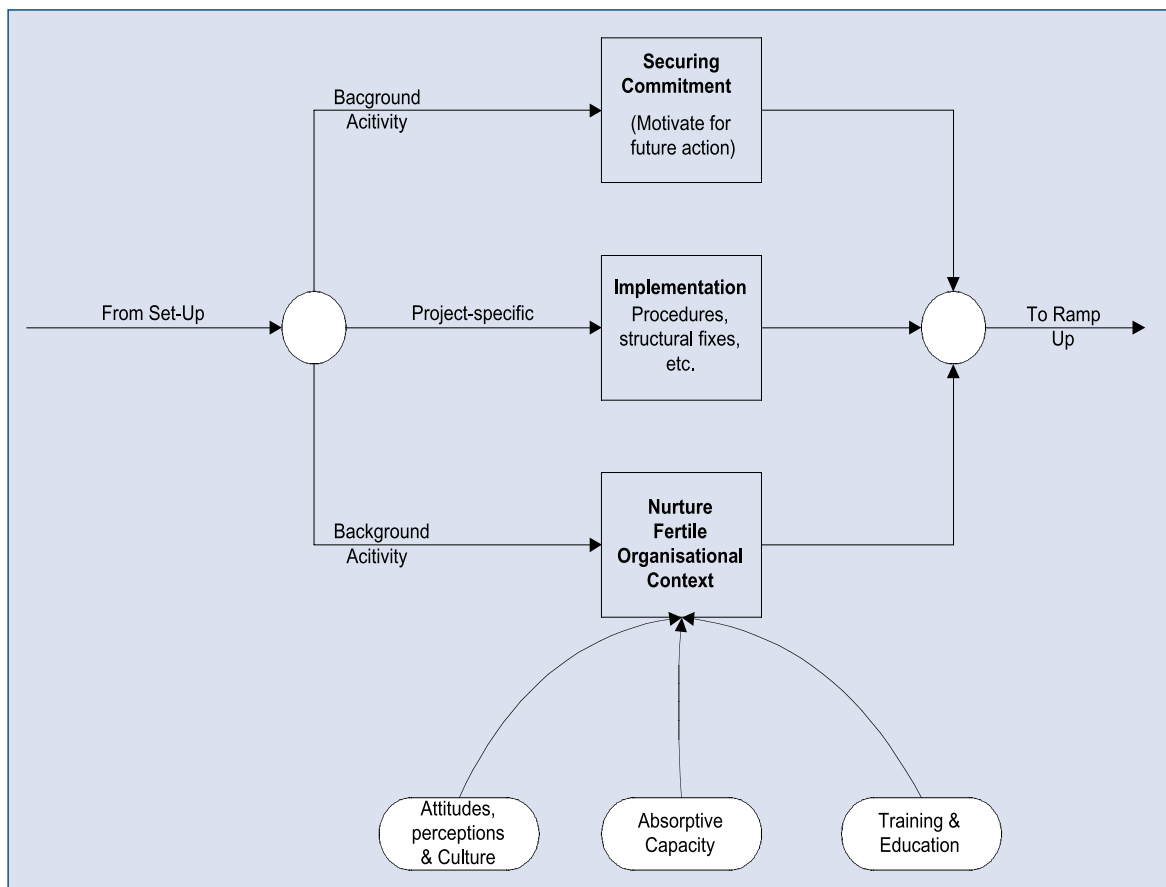 Securing
Commitment
(Motivate for
future action)
Bacground
Acitivity
From Set-Up
Project-specific
Implementation
Procedures,
structural fixes,
etc.
To Ramp
Up
Background
Acitivity
Nurture
Fertile
Organisational
Context
Attitudes,
perceptions
& Culture
Absorptive
Capacity
Training &
Education